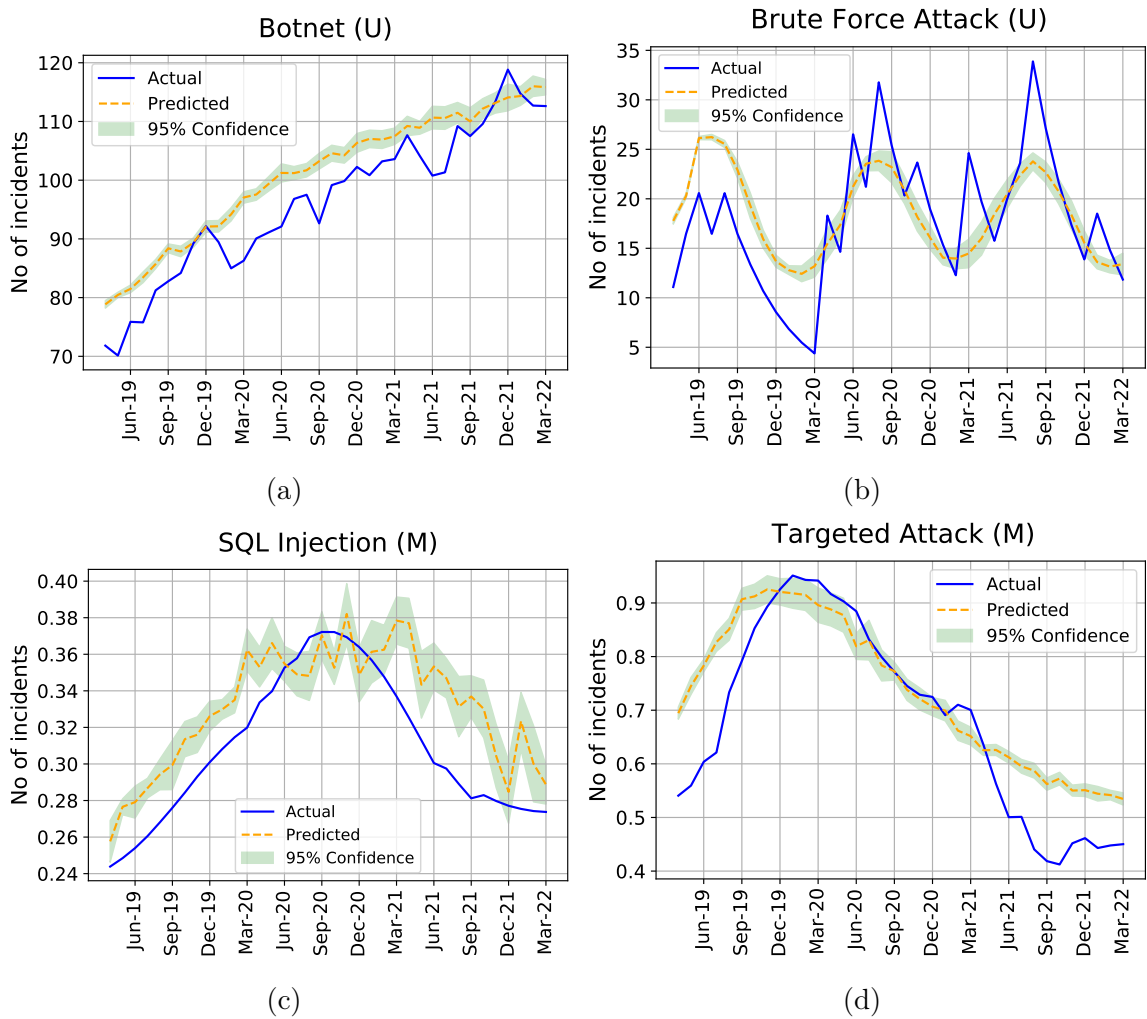 Botnet (U)
Actual
Predicted
95% Confidence
No of incidents
120
110
100
90
80
70
Jun-19
Sep-19
Dec-19
Mar-20
Jun-20
Sep-20
Dec-20
Mar-21
Jun-21
Sep-21
Dec-21
Mar-22
(a)
Brute Force Attack (U)
Actual
Predicted
95% Confidence
No of incidents
35
30
25
20
15
10
5
Jun-19
Sep-19
Dec-19
Mar-20
Jun-20
Sep-20
Dec-20
Mar-21
Jun-21
Sep-21
Dec-21
Mar-22
(b)
SQL Injection (M)
Actual
Predicted
95% Confidence
No of incidents
0.40
0.38
0.36
0.34
0.32
0.30
0.28
0.26
0.24
Jun-19
Sep-19
Dec-19
Mar-20
Jun-20
Sep-20
Dec-20
Mar-21
Jun-21
Sep-21
Dec-21
Mar-22
(c)
Targeted Attack (M)
Actual
Predicted
95% Confidence
No of incidents
0.9
0.8
0.7
0.6
0.5
0.4
Jun-19
Sep-19
Dec-19
Mar-20
Jun-20
Sep-20
Dec-20
Mar-21
Jun-21
Sep-21
Dec-21
Mar-22
(d)